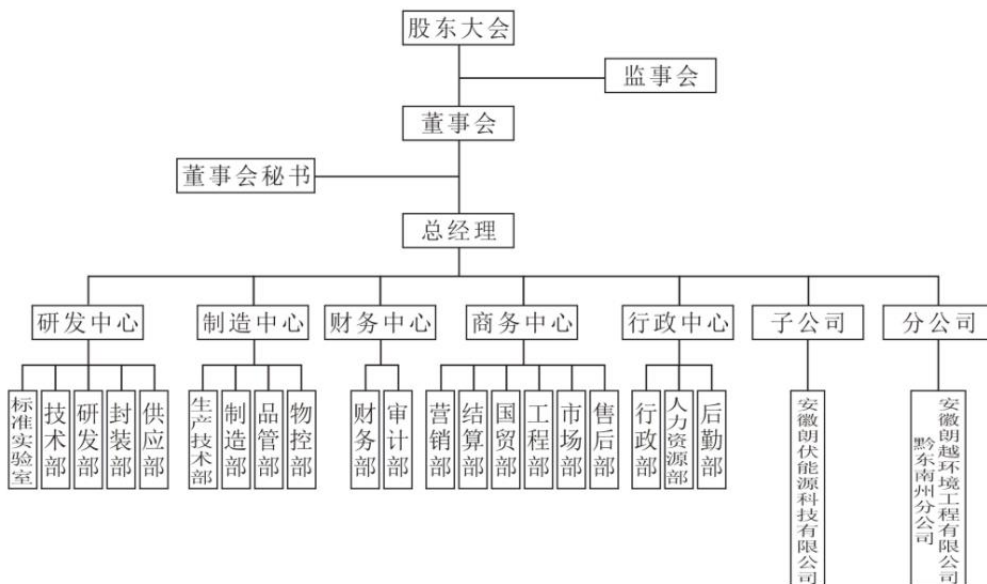 股东大会
监事会
董事会
董事会秘书
总经理
研发中心
制造中心
财务中心
商务中心
行政中心
子公司
分公司
标准实验室
技术部
研发部
封装部
供应部
生产技术部
制造部
品管部
物控部
财务部
审计部
营销部
结算部
国贸部
工程部
市场部
售后部
行政部
人力资源部
后勤部
安徽朗伏能源科技有限公司
安徽朗越环境工程有限公司
黔东南州分公司